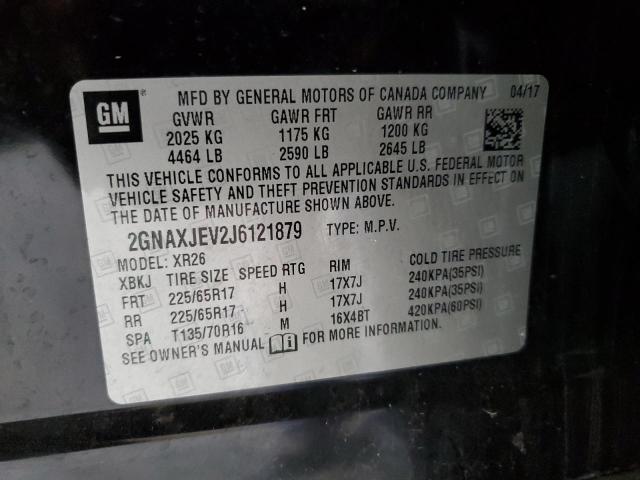 GM
MFD BY GENERAL MOTORS OF CANADA COMPANY 04/17
GVWR GAWR FRT GAWR RR
2025 KG 1175 KG 1200 KG
4464 LB 2590 LB 2645 LB
THIS VEHICLE CONFORMS TO ALL APPLICABLE U.S. FEDERAL MOTOR
VEHICLE SAFETY AND THEFT PREVENTION STANDARDS IN EFFECT ON
THE DATE OF MANUFACTURE SHOWN ABOVE.
2GNAXJEV2J6121879 TYPE: M.P.V.
MODEL: XR26
XBKJ TIRE SIZE SPEED RTG RIM COLD TIRE PRESSURE
FRT 225/65R17 H 17X7J 240KPA(35PSI)
RR 225/65R17 H 17X7J 240KPA(35PSI)
SPA T135/70R16 M 16X4BT 420KPA(60PSI)
SEE OWNER'S MANUAL FOR MORE INFORMATION.